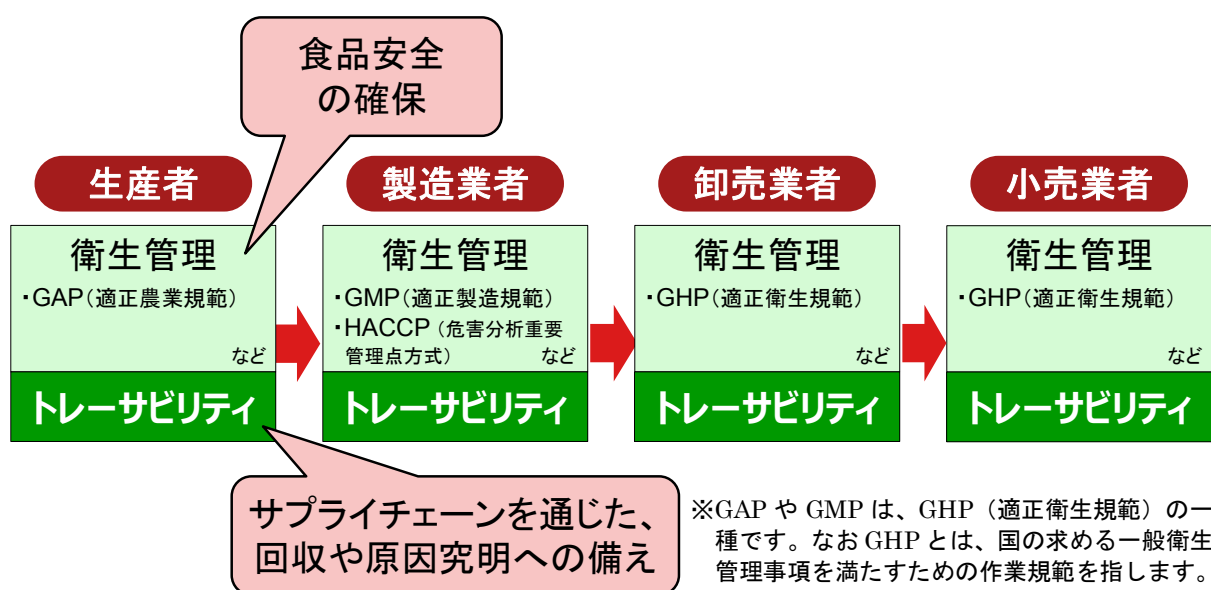 食品安全
の確保
生産者
製造業者
卸売業者
小売業者
衛生管理
・GAP（適正農業規範）
など
トレーサビリティ
衛生管理
・GMP（適正製造規範）
・HACCP（危害分析重要
管理点方式） など
トレーサビリティ
衛生管理
・GHP（適正衛生規範）
など
トレーサビリティ
衛生管理
・GHP（適正衛生規範）
など
トレーサビリティ
サプライチェーンを通じた、
回収や原因究明への備え
※GAP や GMP は、GHP（適正衛生規範）の一
種です。なお GHP とは、国の求める一般衛生
管理事項を満たすための作業規範を指します。